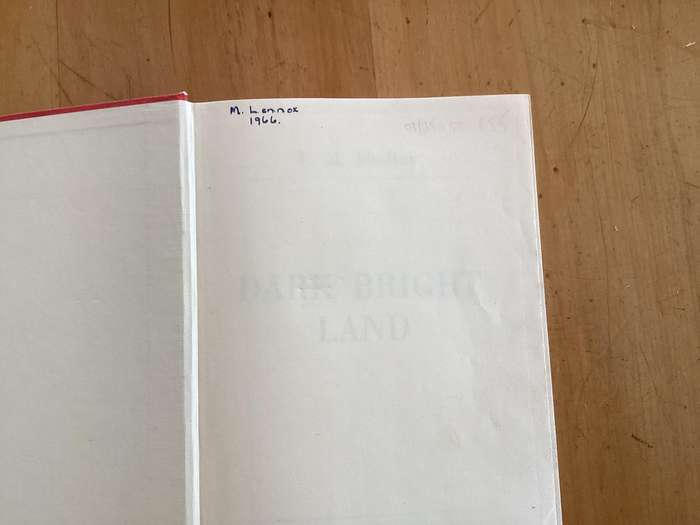 M. Lennox
1966.
DARK BRIGHT
LAND